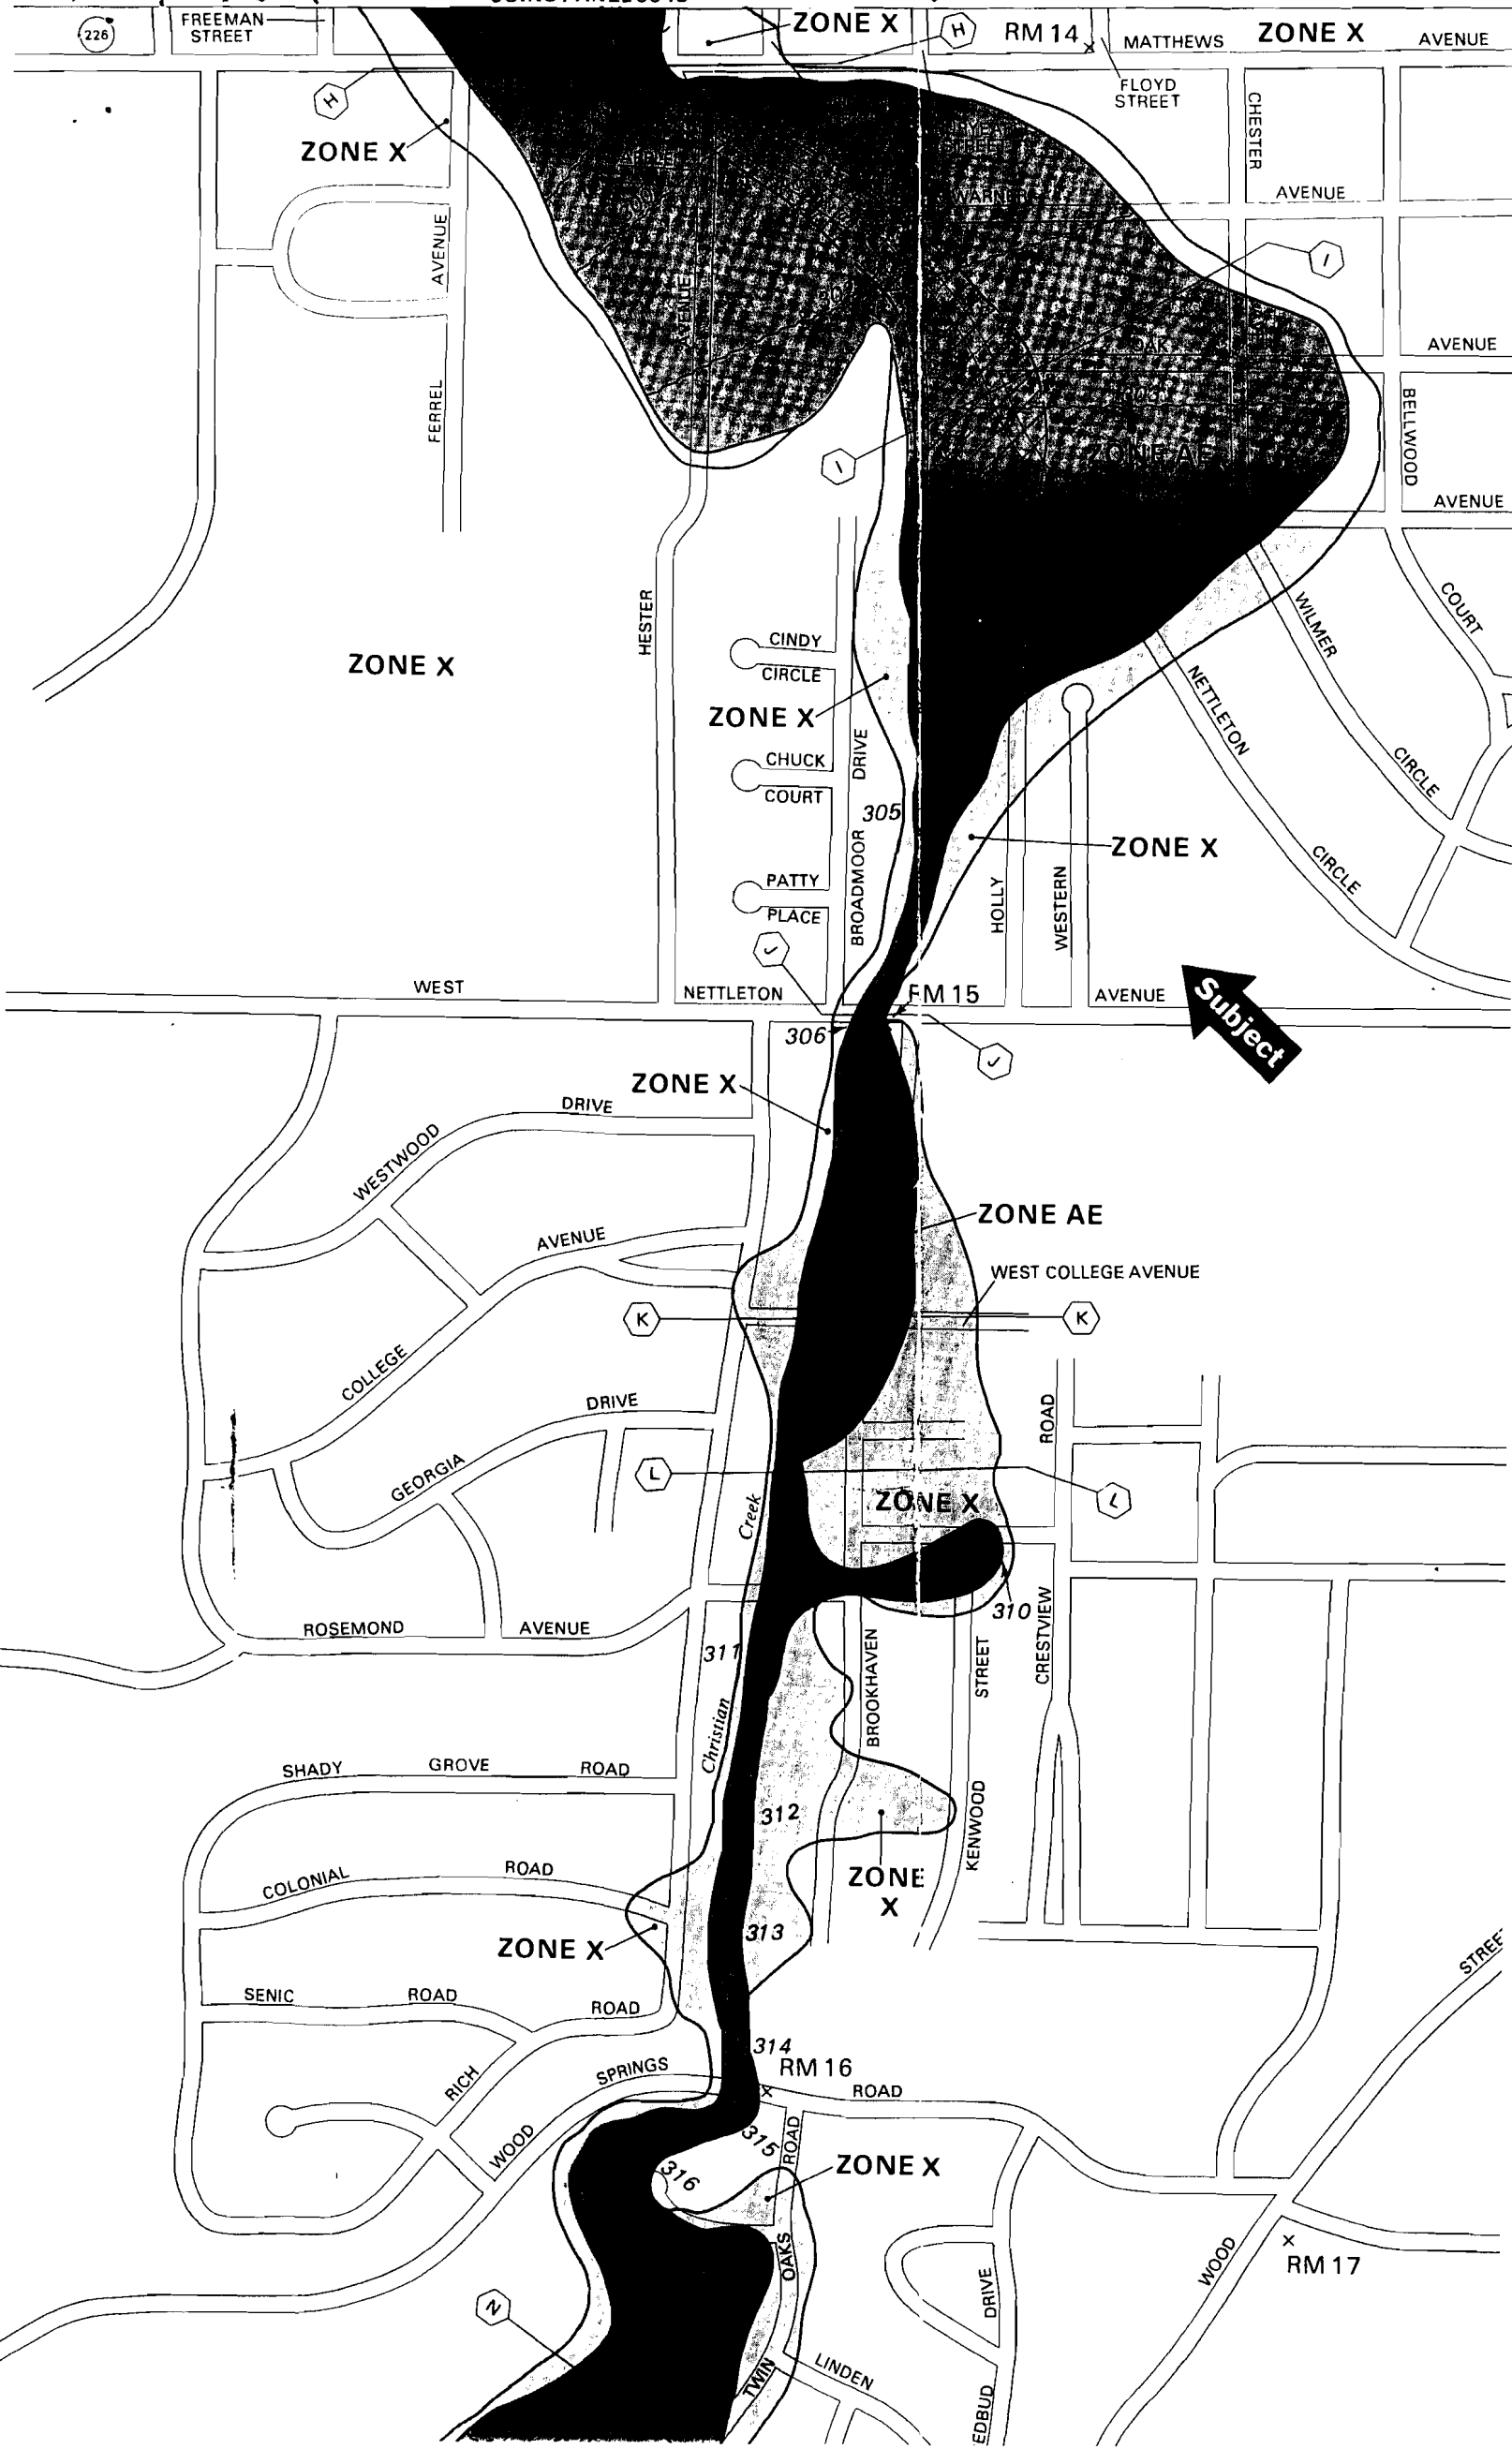 226
FREEMAN
STREET
ZONE X
H
RM 14
MATTHEWS
ZONE X
AVENUE
FLOYD
STREET
H
ZONE X
CHESTER
AVENUE
WARNER
AVENUE
AVENUE
I
OAK
AVENUE
FERREL
BELLWOOD
ZONE AE
I
AVENUE
COURT
WILMER
HESTER
CINDY
CIRCLE
ZONE X
NETTLETON
ZONE X
DRIVE
CHUCK
COURT
CIRCLE
305
ZONE X
CIRCLE
PATTY
PLACE
BROADMOOR
HOLLY
WESTERN
J
WEST
NETTLETON
RM 15
AVENUE
Subject
306
J
ZONE X
DRIVE
WESTWOOD
ZONE AE
AVENUE
WEST COLLEGE AVENUE
K
K
COLLEGE
DRIVE
ROAD
GEORGIA
L
L
ZONE X
Creek
310
ROSEMOND
AVENUE
311
BROOKHAVEN
STREET
CRESTVIEW
Christian
SHADY
GROVE
ROAD
312
KENWOOD
COLONIAL
ROAD
ZONE
X
313
ZONE X
SENIC
ROAD
ROAD
314
RM 16
SPRINGS
ROAD
RICH
WOOD
315
ROAD
316
ZONE X
OAKS
WOOD
RM 17
N
DRIVE
TWIN
LINDEN
EDBUD